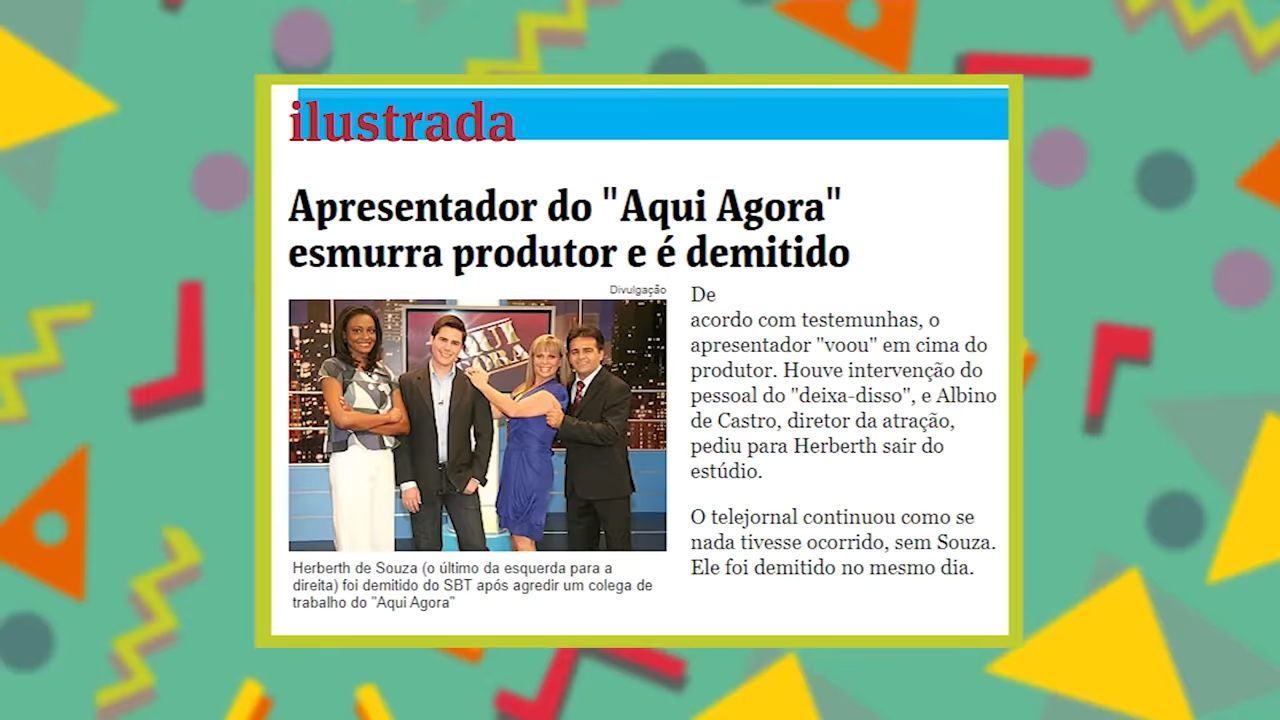 ilustrada
Apresentador do "Aqui Agora"
esmurra produtor e é demitido
Divulgação
AQUI
AGORA
De
acordo com testemunhas, o
apresentador "voou" em cima do
produtor. Houve intervenção do
pessoal do "deixa-disso", e Albino
de Castro, diretor da atração,
pediu para Herberth sair do
estúdio.
O telejornal continuou como se
nada tivesse ocorrido, sem Souza.
Ele foi demitido no mesmo dia.
Herberth de Souza (o último da esquerda para a
direita) foi demitido do SBT após agredir um colega de
trabalho do "Aqui Agora"